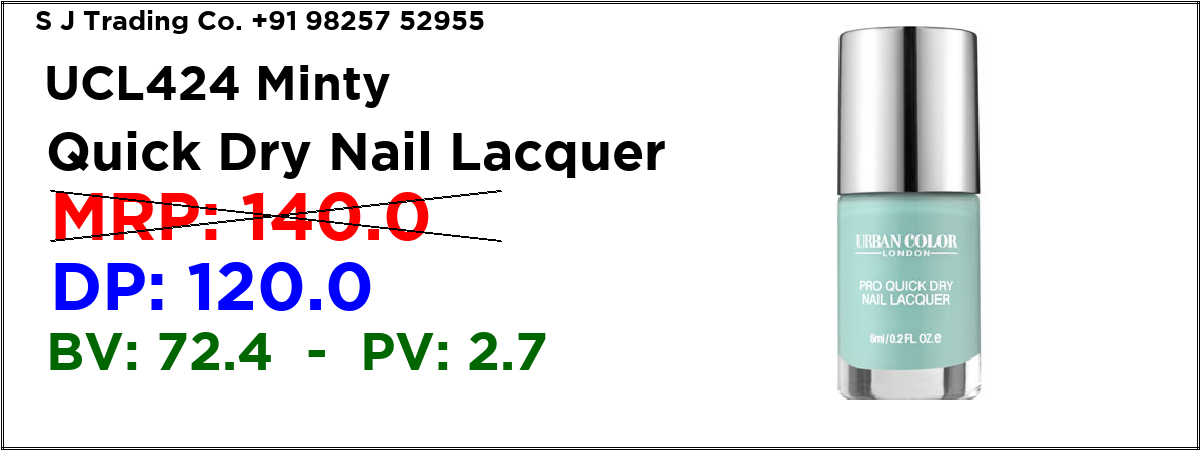 S J Trading Co. +91 98257 52955
UCL424 Minty
Quick Dry Nail Lacquer
MRP: 140.0
DP: 120.0
BV: 72.4 - PV: 2.7
URBAN COLOR
LONDON
PRO QUICK DRY
NAIL LACQUER
6ml/0.2 FL. OZ.e